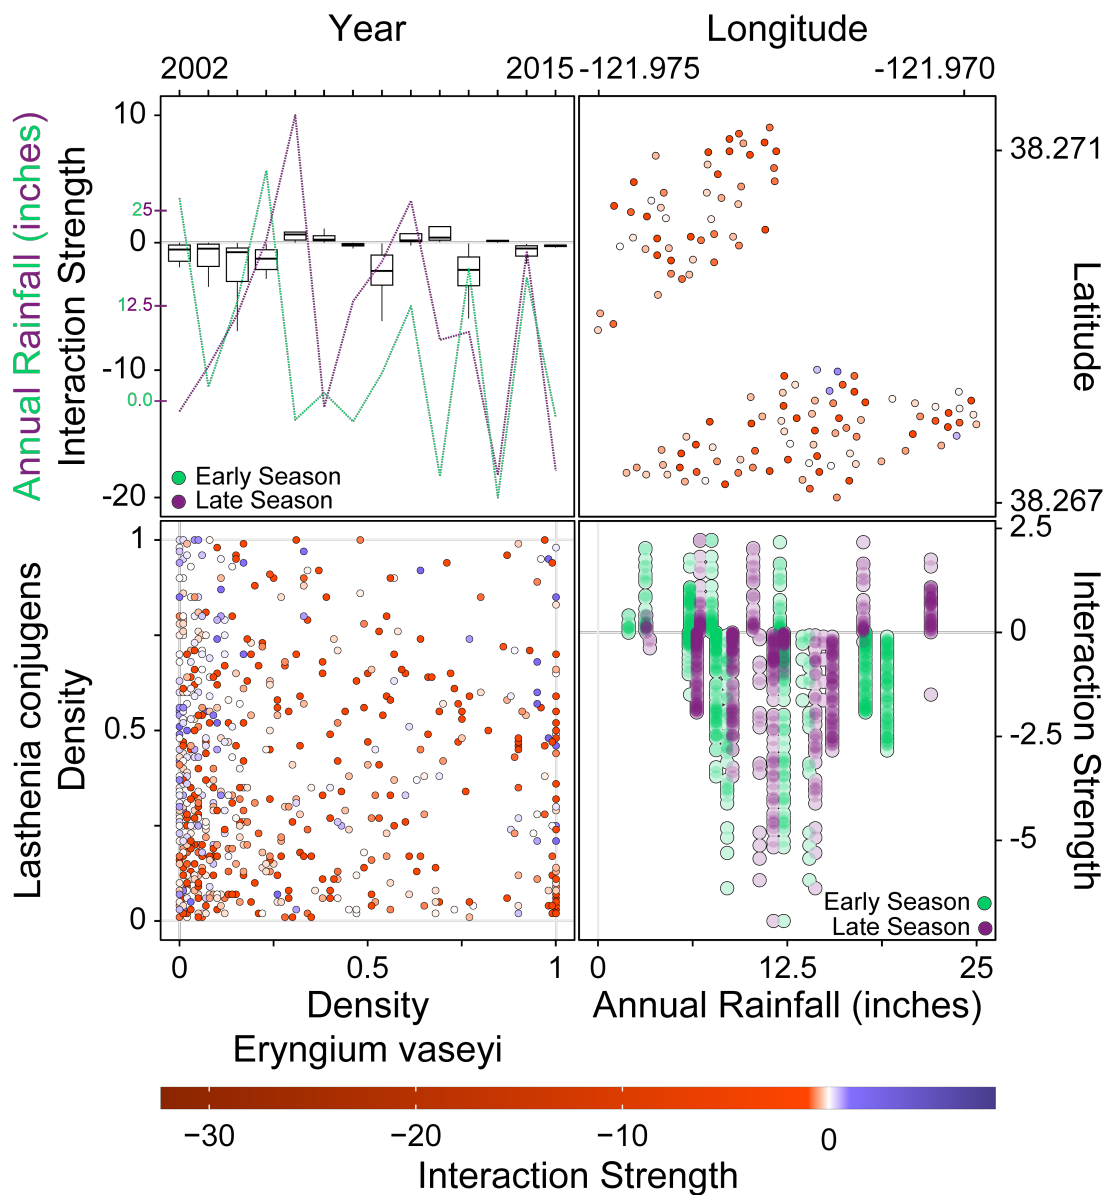 Year
Longitude
2002
2015
-121.975
-121.970
Annual Rainfall (inches)
Interaction Strength
10
25
0
12.5
-10
0.0
-20
Early Season
Late Season
38.271
Latitude
38.267
Lasthenia conjugens
Density
1
0.5
0
0
0.5
1
Density
Eryngium vaseyi
2.5
0
-2.5
-5
Interaction Strength
Early Season
Late Season
0
12.5
25
Annual Rainfall (inches)
−30
−20
−10
0
Interaction Strength